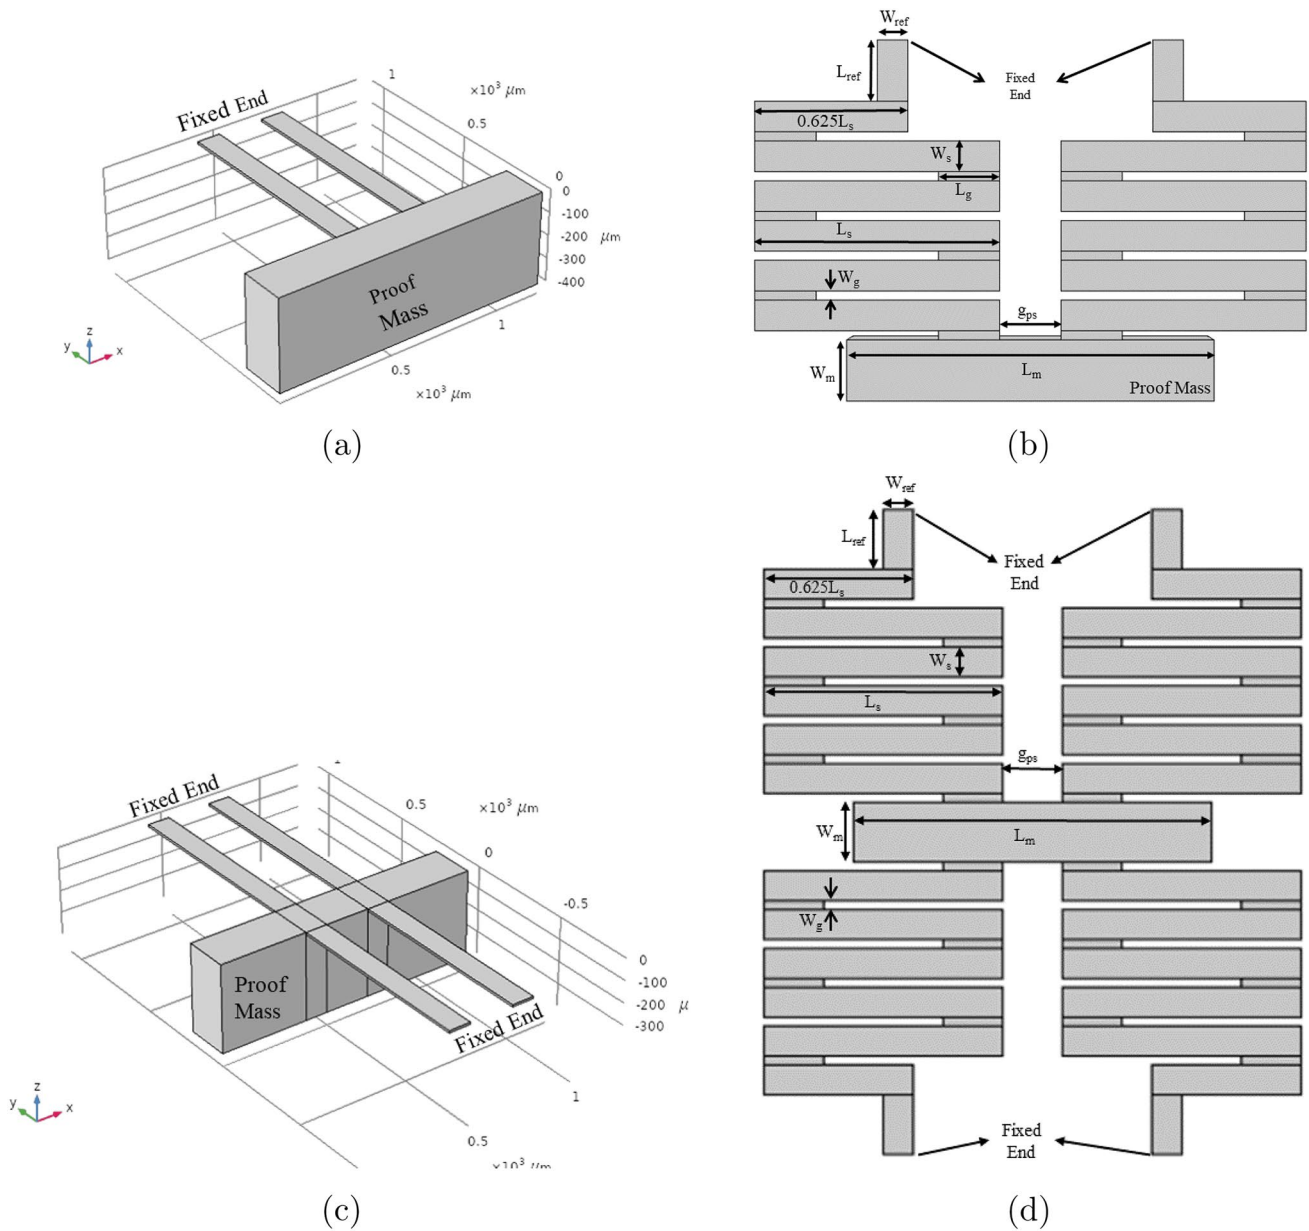 Fixed End
1
×10³ μm
0.5
0
0
-100
-200 μm
-300
-400
Proof
Mass
1
0.5
×10³ μm
z
y
x
(a)
W_ref
L_ref
Fixed
End
0.625L_s
W_s
L_g
L_s
W_g
g_ps
W_m
L_m
Proof Mass
(b)
Fixed End
0.5
×10³ μm
0
-0.5
0
-100
-200 μ
-300
Proof
Mass
Fixed End
1
0.5
×10³ μm
z
y
x
(c)
W_ref
L_ref
Fixed
End
0.625L_s
W_s
L_s
g_ps
W_m
L_m
W_g
Fixed
End
(d)